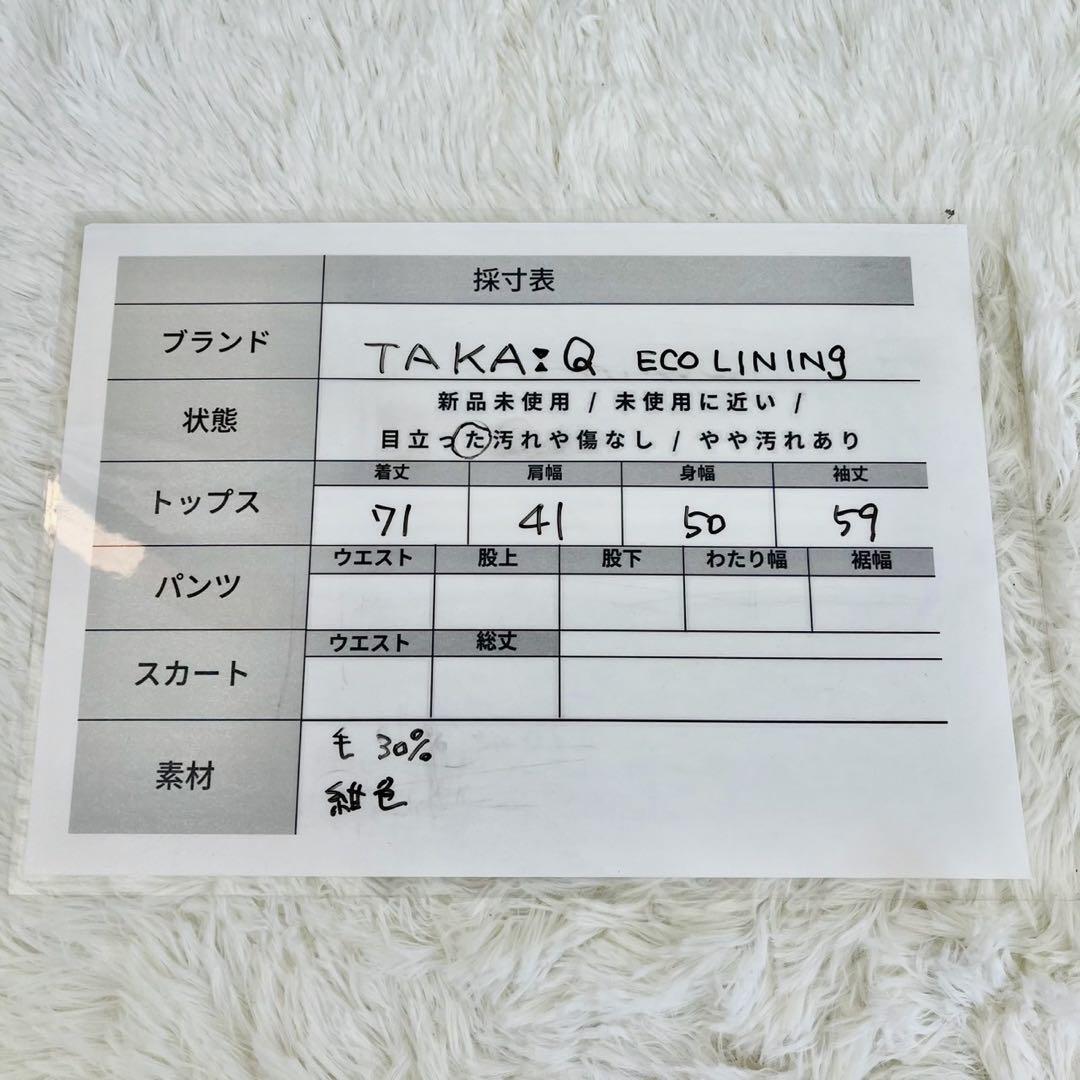 採寸表
ブランド TAKA:Q ECO LINING
状態 新品未使用 / 未使用に近い /
目立った汚れや傷なし / やや汚れあり
トップス 着丈 肩幅 身幅 袖丈
71 41 50 59
パンツ ウエスト 股上 股下 わたり幅 裾幅
スカート ウエスト 総丈
素材 毛 30%
紺色